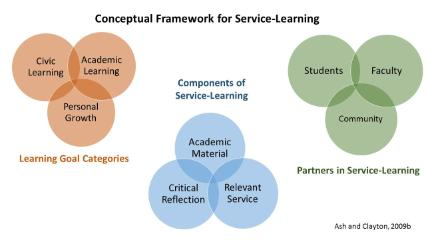 Conceptual Framework for Service-Learning
Civic
Learning
Academic
Learning
Personal
Growth
Learning Goal Categories
Components of
Service-Learning
Academic
Material
Critical
Reflection
Relevant
Service
Students
Faculty
Community
Partners in Service-Learning
Ash and Clayton, 2009b